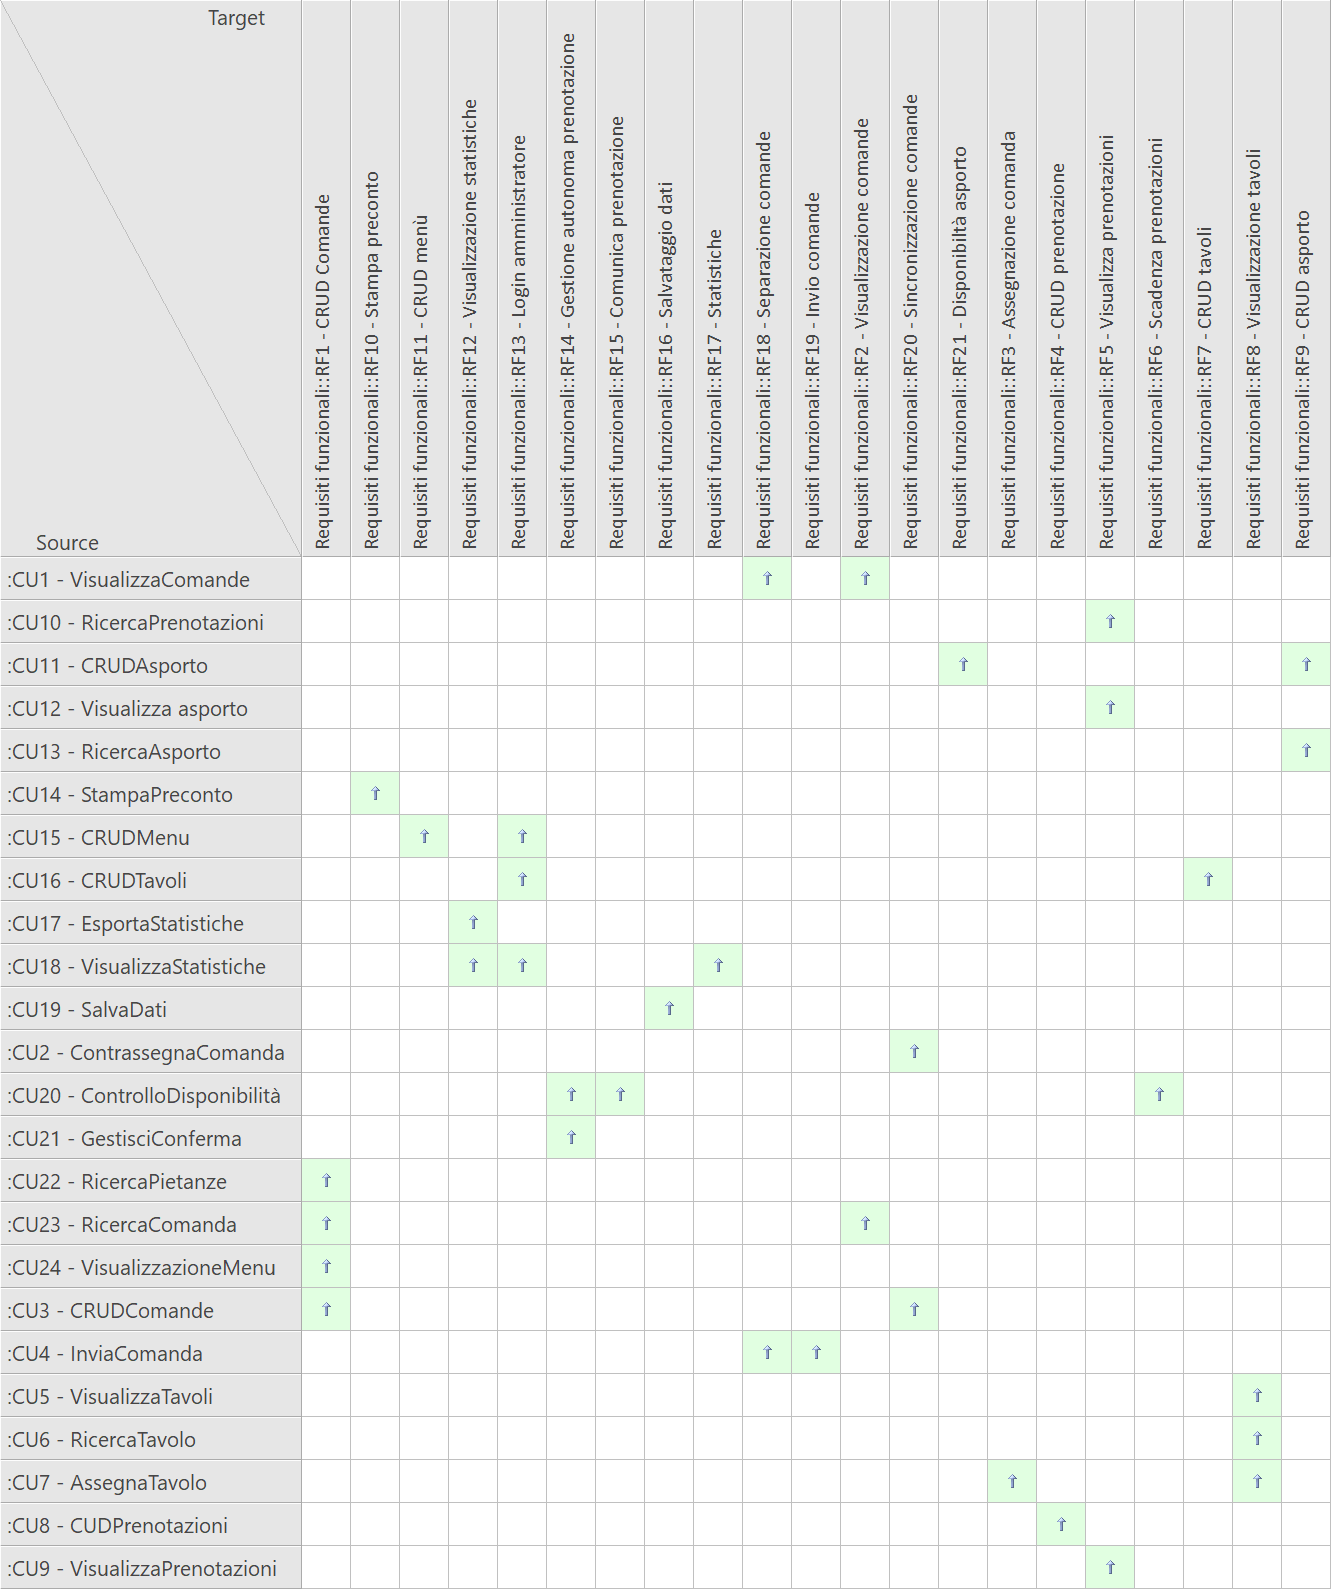 Target
Source
Requisiti funzionali::RF1 - CRUD Comande
Requisiti funzionali::RF10 - Stampa preconto
Requisiti funzionali::RF11 - CRUD menù
Requisiti funzionali::RF12 - Visualizzazione statistiche
Requisiti funzionali::RF13 - Login amministratore
Requisiti funzionali::RF14 - Gestione autonoma prenotazione
Requisiti funzionali::RF15 - Comunica prenotazione
Requisiti funzionali::RF16 - Salvataggio dati
Requisiti funzionali::RF17 - Statistiche
Requisiti funzionali::RF18 - Separazione comande
Requisiti funzionali::RF19 - Invio comande
Requisiti funzionali::RF2 - Visualizzazione comande
Requisiti funzionali::RF20 - Sincronizzazione comande
Requisiti funzionali::RF21 - Disponibiltà asporto
Requisiti funzionali::RF3 - Assegnazione comanda
Requisiti funzionali::RF4 - CRUD prenotazione
Requisiti funzionali::RF5 - Visualizza prenotazioni
Requisiti funzionali::RF6 - Scadenza prenotazioni
Requisiti funzionali::RF7 - CRUD tavoli
Requisiti funzionali::RF8 - Visualizzazione tavoli
Requisiti funzionali::RF9 - CRUD asporto
:CU1 - VisualizzaComande
:CU10 - RicercaPrenotazioni
:CU11 - CRUDAsporto
:CU12 - Visualizza asporto
:CU13 - RicercaAsporto
:CU14 - StampaPreconto
:CU15 - CRUDMenu
:CU16 - CRUDTavoli
:CU17 - EsportaStatistiche
:CU18 - VisualizzaStatistiche
:CU19 - SalvaDati
:CU2 - ContrassegnaComanda
:CU20 - ControlloDisponibilità
:CU21 - GestisciConferma
:CU22 - RicercaPietanze
:CU23 - RicercaComanda
:CU24 - VisualizzazioneMenu
:CU3 - CRUDComande
:CU4 - InviaComanda
:CU5 - VisualizzaTavoli
:CU6 - RicercaTavolo
:CU7 - AssegnaTavolo
:CU8 - CUDPrenotazioni
:CU9 - VisualizzaPrenotazioni